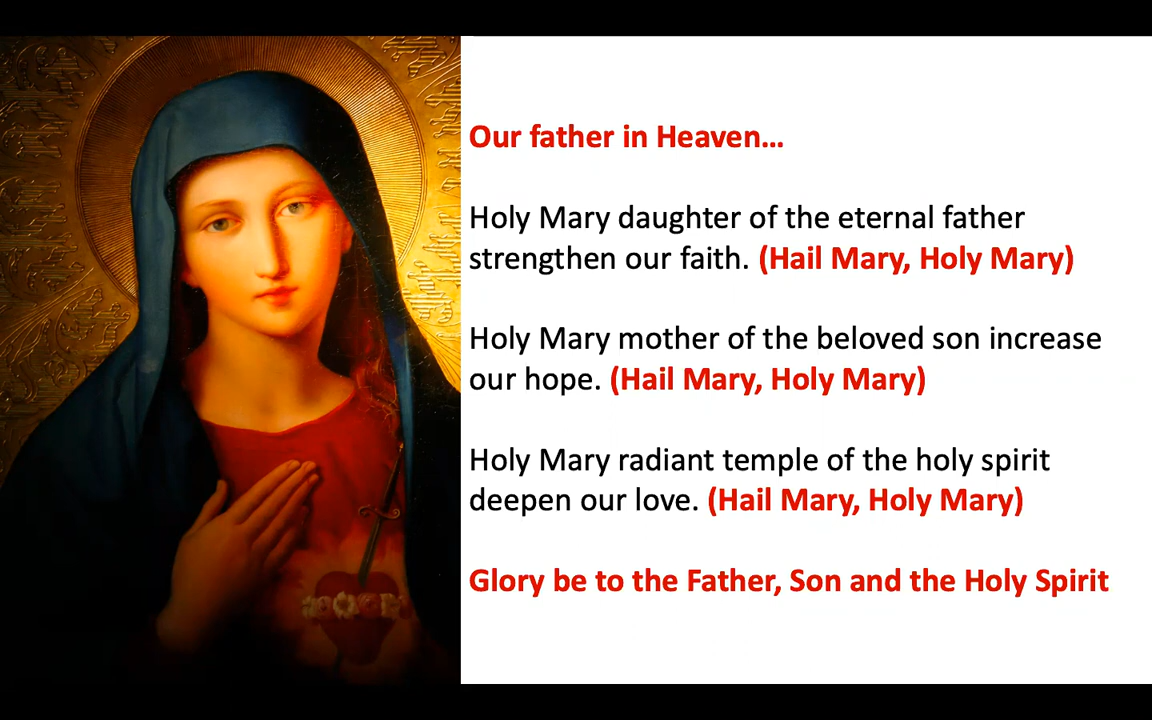 Our father in Heaven...
Holy Mary daughter of the eternal father
strengthen our faith. (Hail Mary, Holy Mary)
Holy Mary mother of the beloved son increase
our hope. (Hail Mary, Holy Mary)
Holy Mary radiant temple of the holy spirit
deepen our love. (Hail Mary, Holy Mary)
Glory be to the Father, Son and the Holy Spirit